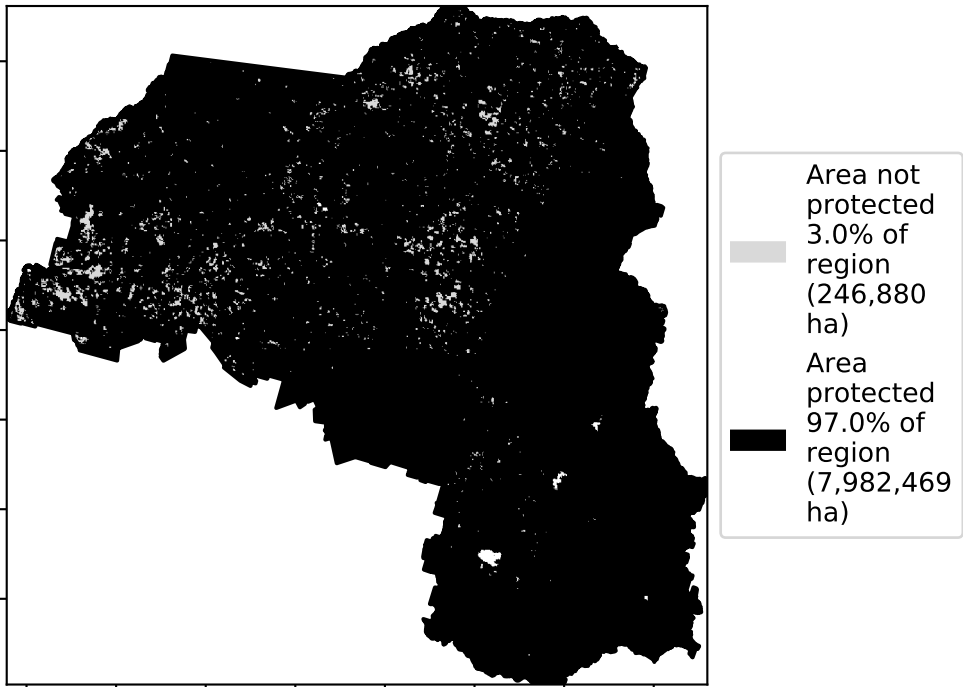 Area not
protected
3.0% of
region
(246,880
ha)
Area
protected
97.0% of
region
(7,982,469
ha)